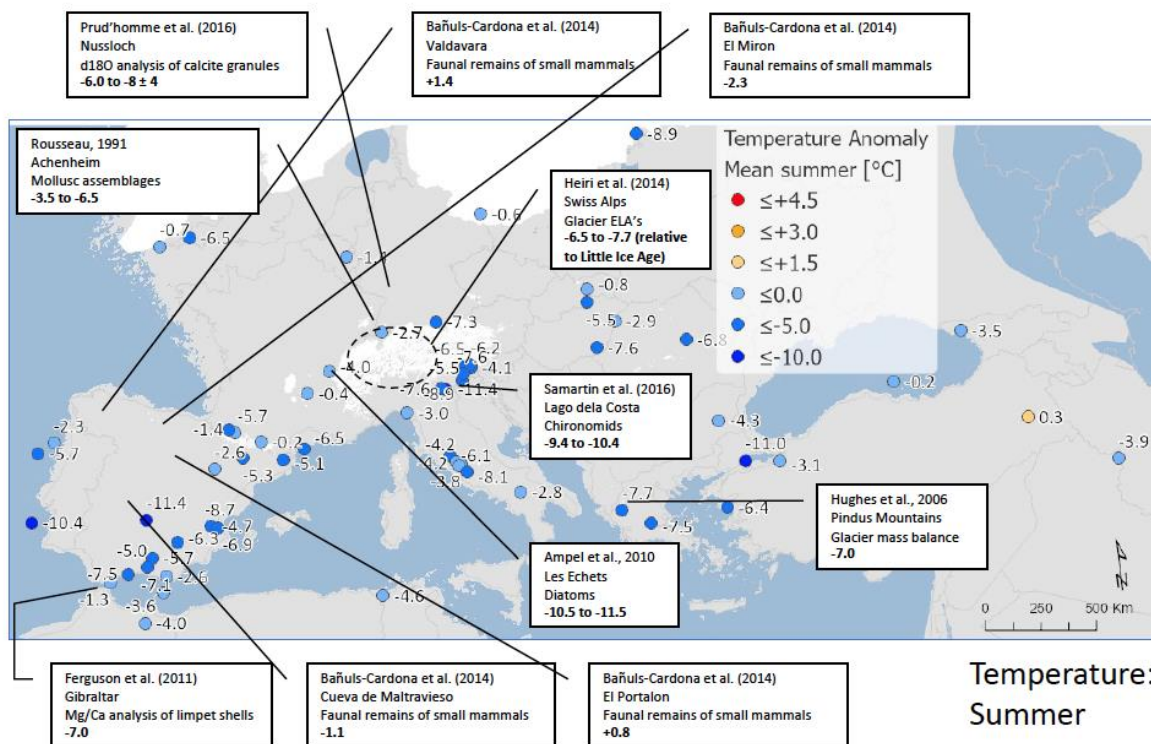 Prud'homme et al. (2016)
Nussloch
d18O analysis of calcite granules
-6.0 to -8 ± 4
Bañuls-Cardona et al. (2014)
Valdavara
Faunal remains of small mammals
+1.4
Bañuls-Cardona et al. (2014)
El Miron
Faunal remains of small mammals
-2.3
Rousseau, 1991
Achenheim
Mollusc assemblages
-3.5 to -6.5
Heiri et al. (2014)
Swiss Alps
Glacier ELA's
-6.5 to -7.7 (relative
to Little Ice Age)
Temperature Anomaly
Mean summer [°C]
≤+4.5
≤+3.0
≤+1.5
≤0.0
≤-5.0
≤-10.0
-8.9
-0.6
-0.7
-6.5
-0.8
-5.5
-2.9
-7.6
-6.8
-3.5
-0.2
0.3
-3.9
-2.7
-7.3
-6.5
-6.2
-7.6
-5.5
-4.1
-7.6
-8.9
-11.4
-4.0
-0.4
-3.0
-4.3
-11.0
-3.1
-2.3
-5.7
-1.4
-5.7
-0.2
-6.5
-2.6
-5.3
-5.1
-4.2
-6.1
-4.2
-3.8
-8.1
-2.8
-7.7
-7.5
-6.4
-10.4
-11.4
-8.7
-4.7
-6.3
-6.9
-5.0
-5.7
-7.5
-7.1
-2.6
-1.3
-3.6
-4.0
-4.6
Samartin et al. (2016)
Lago dela Costa
Chironomids
-9.4 to -10.4
Hughes et al., 2006
Pindus Mountains
Glacier mass balance
-7.0
Ampel et al., 2010
Les Echets
Diatoms
-10.5 to -11.5
N
0 250 500 Km
Ferguson et al. (2011)
Gibraltar
Mg/Ca analysis of limpet shells
-7.0
Bañuls-Cardona et al. (2014)
Cueva de Maltravieso
Faunal remains of small mammals
-1.1
Bañuls-Cardona et al. (2014)
El Portalon
Faunal remains of small mammals
+0.8
Temperature:
Summer